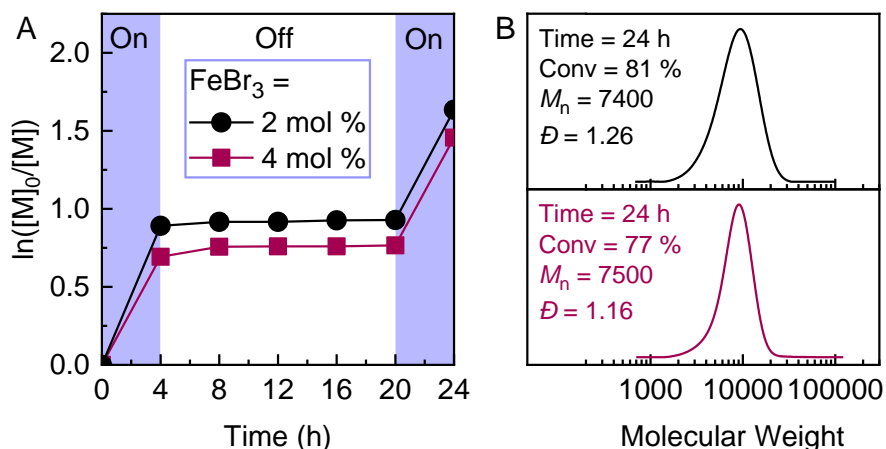 A
On
Off
On
FeBr3 =
2 mol %
4 mol %
ln([M]0/[M])
2.0
1.5
1.0
0.5
0.0
0
4
8
12
16
20
24
Time (h)
B
Time = 24 h
Conv = 81 %
Mn = 7400
Đ = 1.26
Time = 24 h
Conv = 77 %
Mn = 7500
Đ = 1.16
1000
10000
100000
Molecular Weight